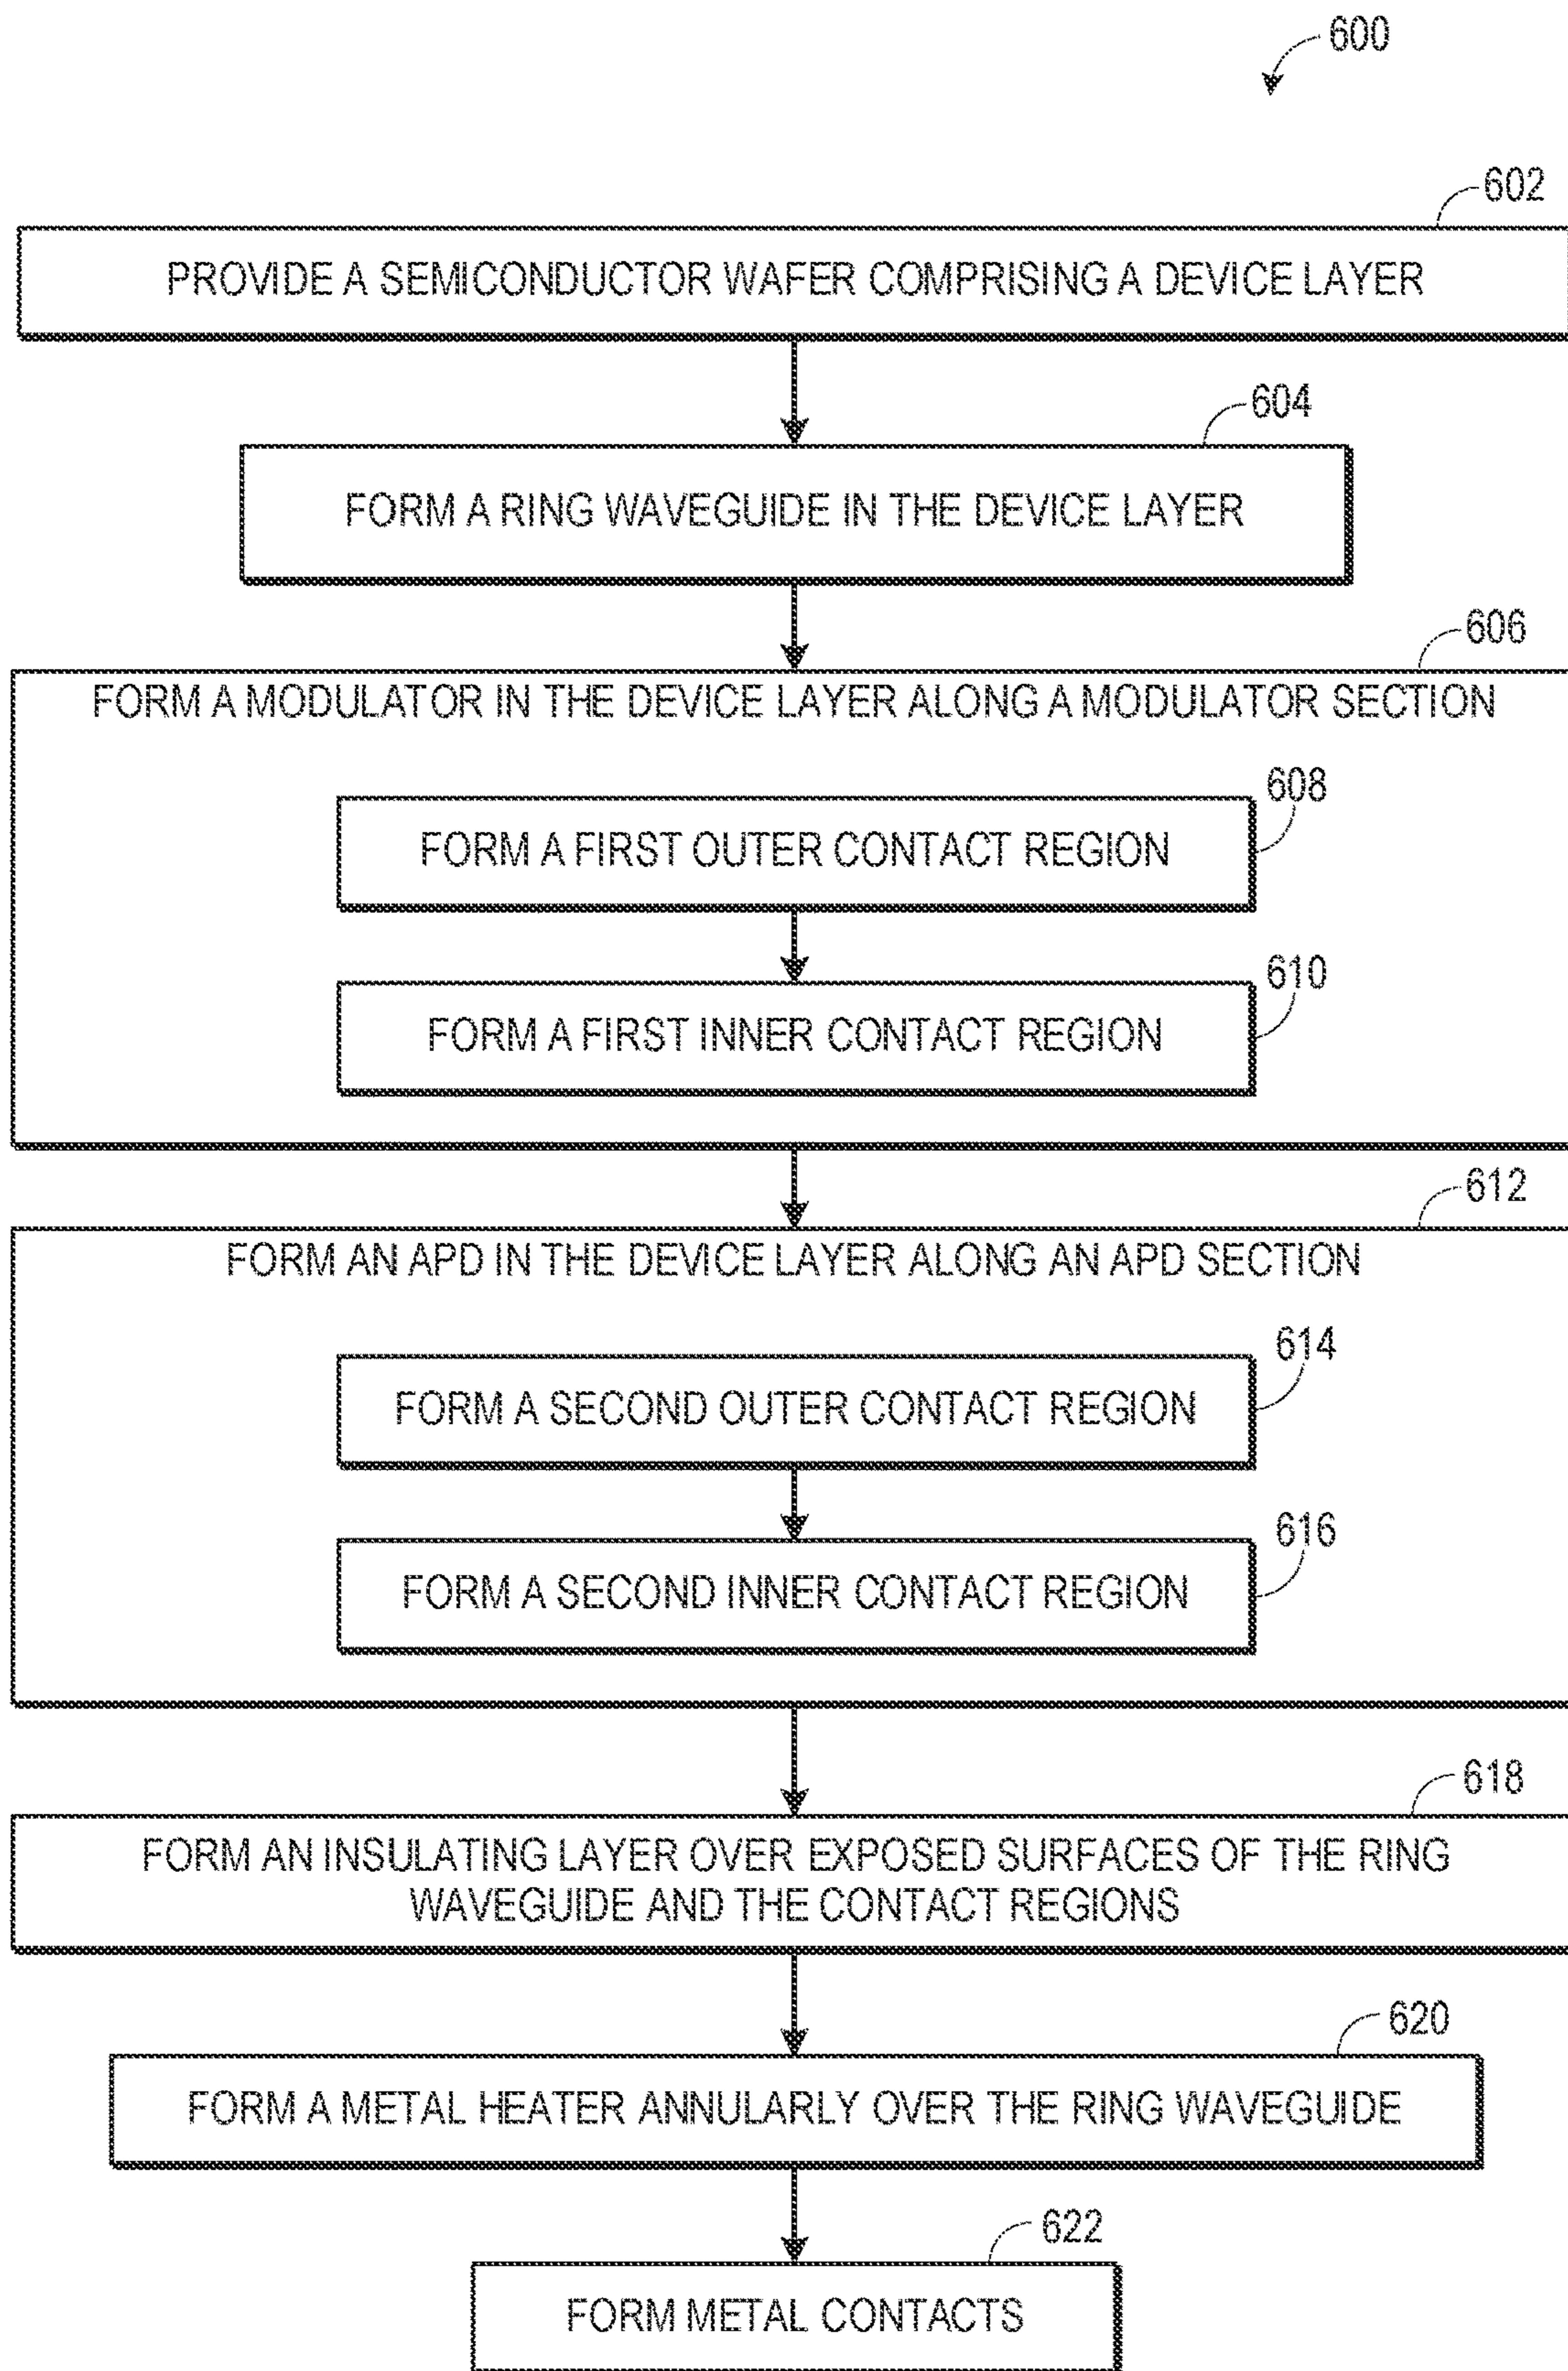 600
602
PROVIDE A SEMICONDUCTOR WAFER COMPRISING A DEVICE LAYER
604
FORM A RING WAVEGUIDE IN THE DEVICE LAYER
606
FORM A MODULATOR IN THE DEVICE LAYER ALONG A MODULATOR SECTION
608
FORM A FIRST OUTER CONTACT REGION
610
FORM A FIRST INNER CONTACT REGION
612
FORM AN APD IN THE DEVICE LAYER ALONG AN APD SECTION
614
FORM A SECOND OUTER CONTACT REGION
616
FORM A SECOND INNER CONTACT REGION
618
FORM AN INSULATING LAYER OVER EXPOSED SURFACES OF THE RING
WAVEGUIDE AND THE CONTACT REGIONS
620
FORM A METAL HEATER ANNULARLY OVER THE RING WAVEGUIDE
622
FORM METAL CONTACTS